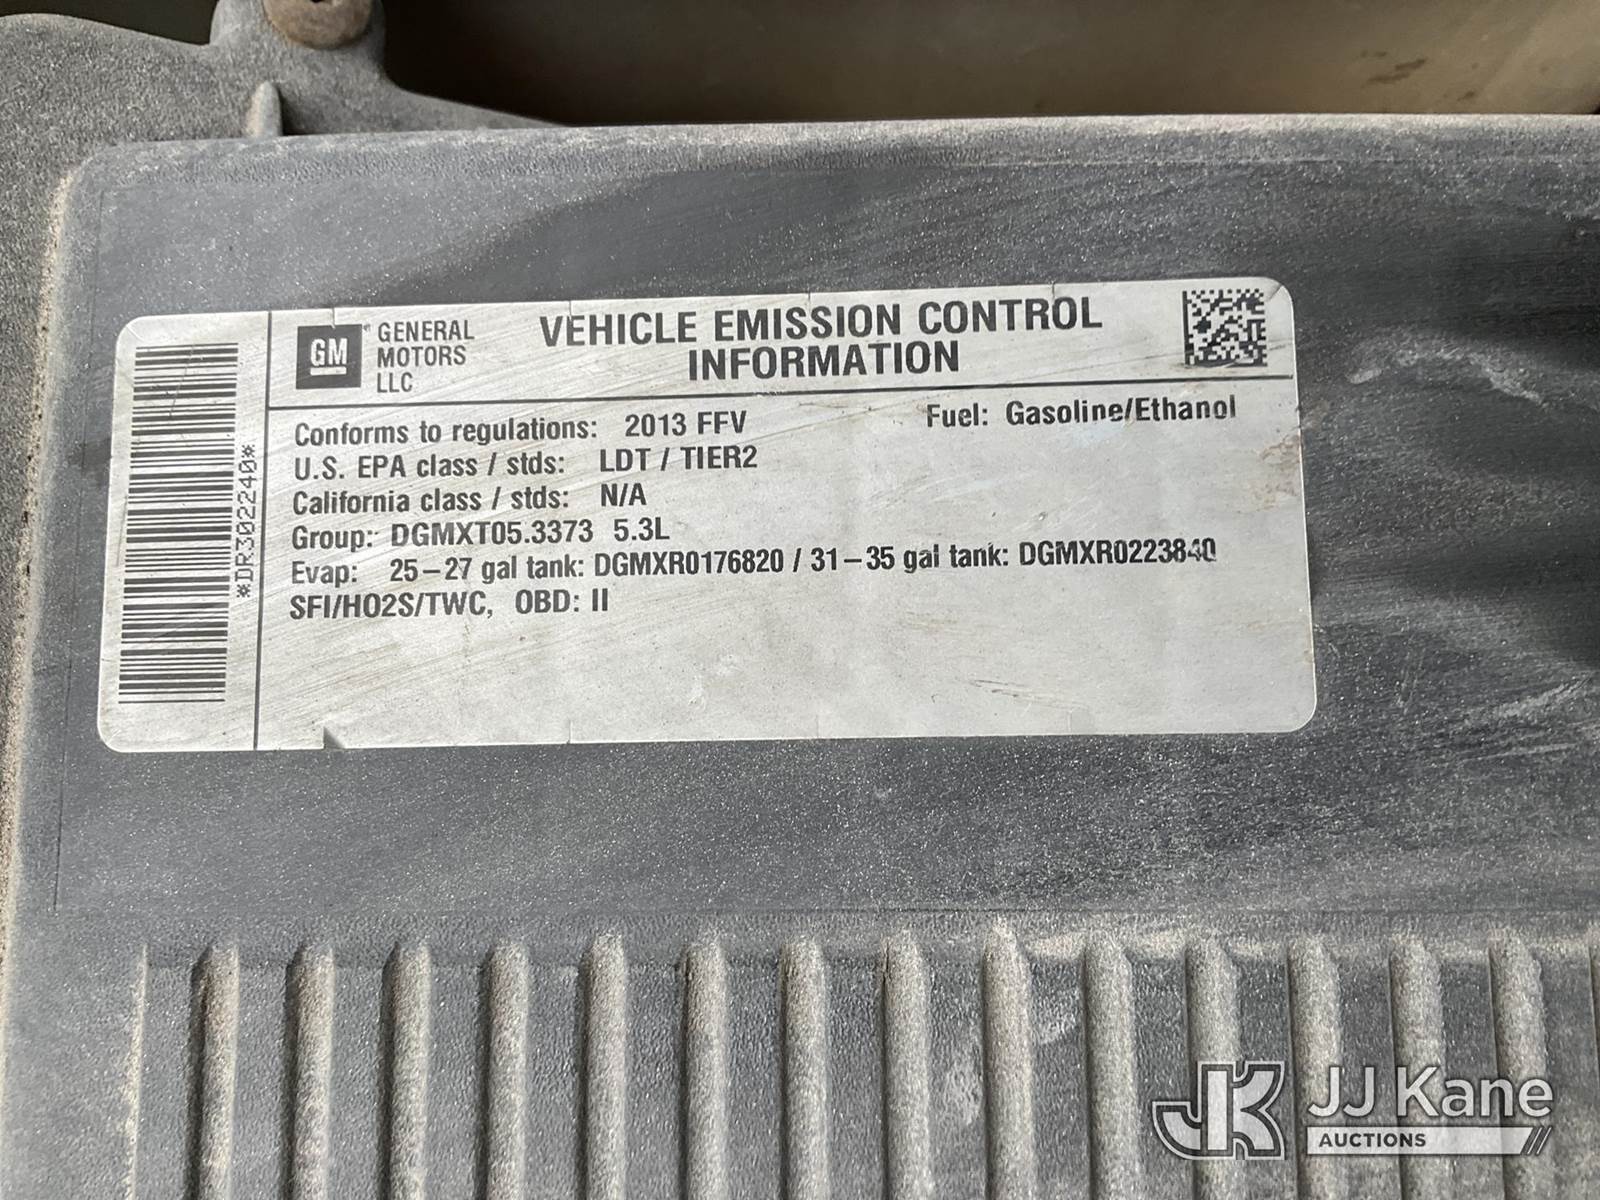 GM
GENERAL
MOTORS
LLC
VEHICLE EMISSION CONTROL
INFORMATION
Conforms to regulations: 2013 FFV Fuel: Gasoline/Ethanol
U.S. EPA class / stds: LDT / TIER2
California class / stds: N/A
Group: DGMXT05.3373 5.3L
Evap: 25-27 gal tank: DGMXR0176820 / 31-35 gal tank: DGMXR0223840
SFI/HO2S/TWC, OBD: II
*DR302240*
JK JJ Kane
AUCTIONS